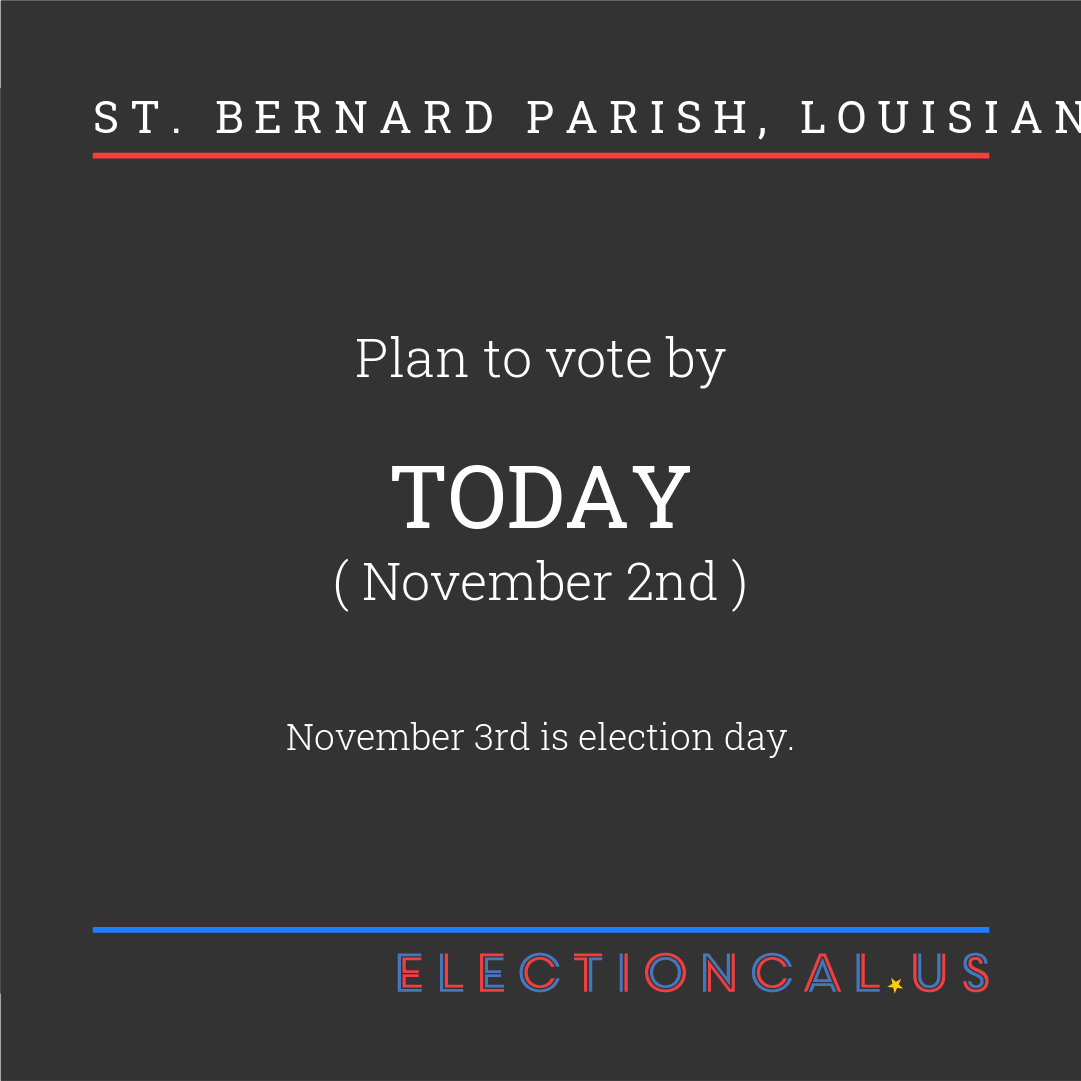 ST. BERNARD PARISH, LOUISIAN
Plan to vote by
TODAY
( November 2nd )
November 3rd is election day.
ELECTIONCAL.US